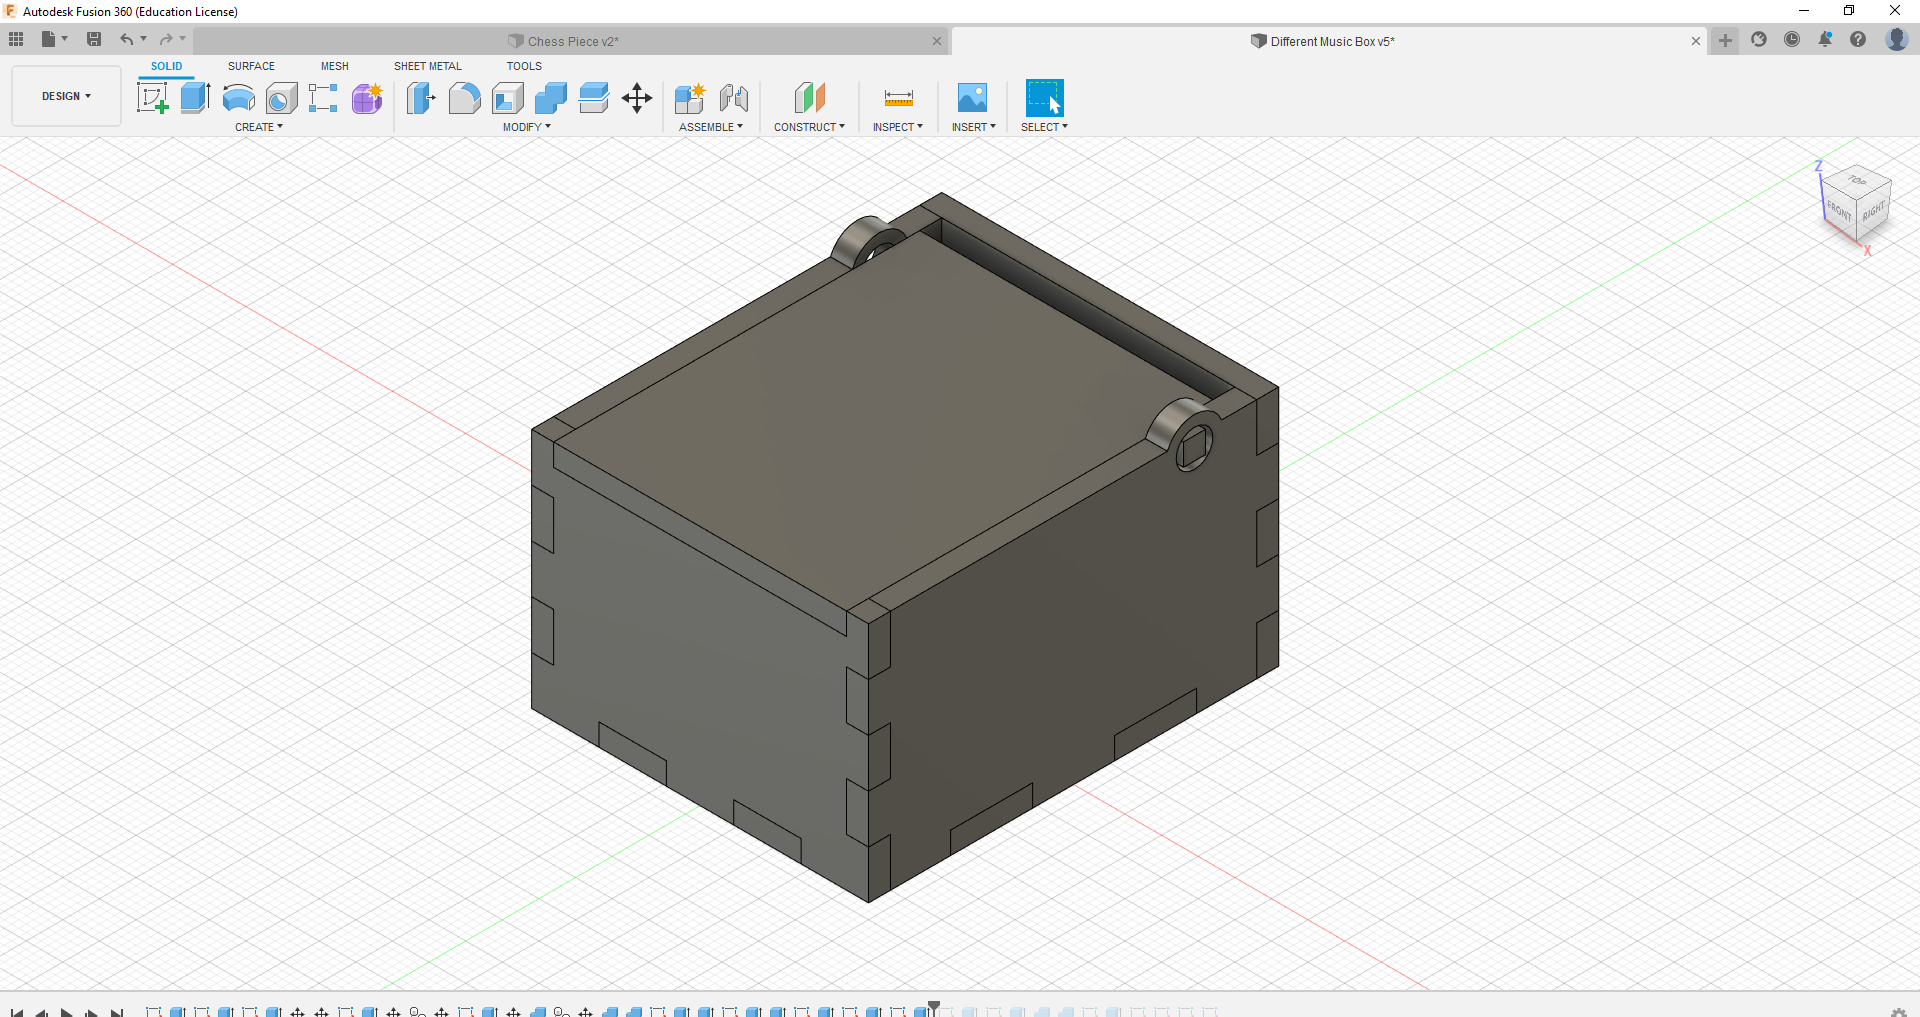 Autodesk Fusion 360 (Education License)
Chess Piece v2*
Different Music Box v5*
DESIGN
SOLID
SURFACE
MESH
SHEET METAL
TOOLS
CREATE
MODIFY
ASSEMBLE
CONSTRUCT
INSPECT
INSERT
SELECT
Z
TOP
FRONT
RIGHT
X